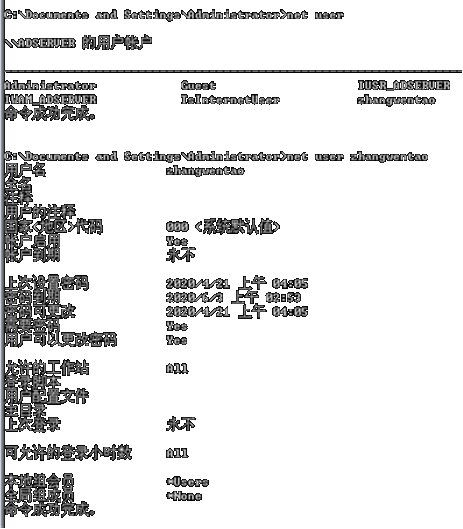 C:\Documents and Settings\Administrator>net user
\\ADSERVER 的用户帐户
Administrator Guest IUSR_ADSERVER
IWAM_ADSERVER IsInternetUser zhangwentao
命令成功完成。
C:\Documents and Settings\Administrator>net user zhangwentao
用户名 zhangwentao
全名
注释
用户的注释
国家(地区)代码 000 (系统默认值)
帐户启用 Yes
帐户到期 永不
上次设置密码 2020/4/21 上午 04:05
密码到期 2020/6/3 上午 02:53
密码可更改 2020/4/21 上午 04:05
需要密码 Yes
用户可以更改密码 Yes
允许的工作站 All
登录脚本
用户配置文件
主目录
上次登录 永不
可允许的登录小时数 All
本地组会员 *Users
全局组成员 *None
命令成功完成。